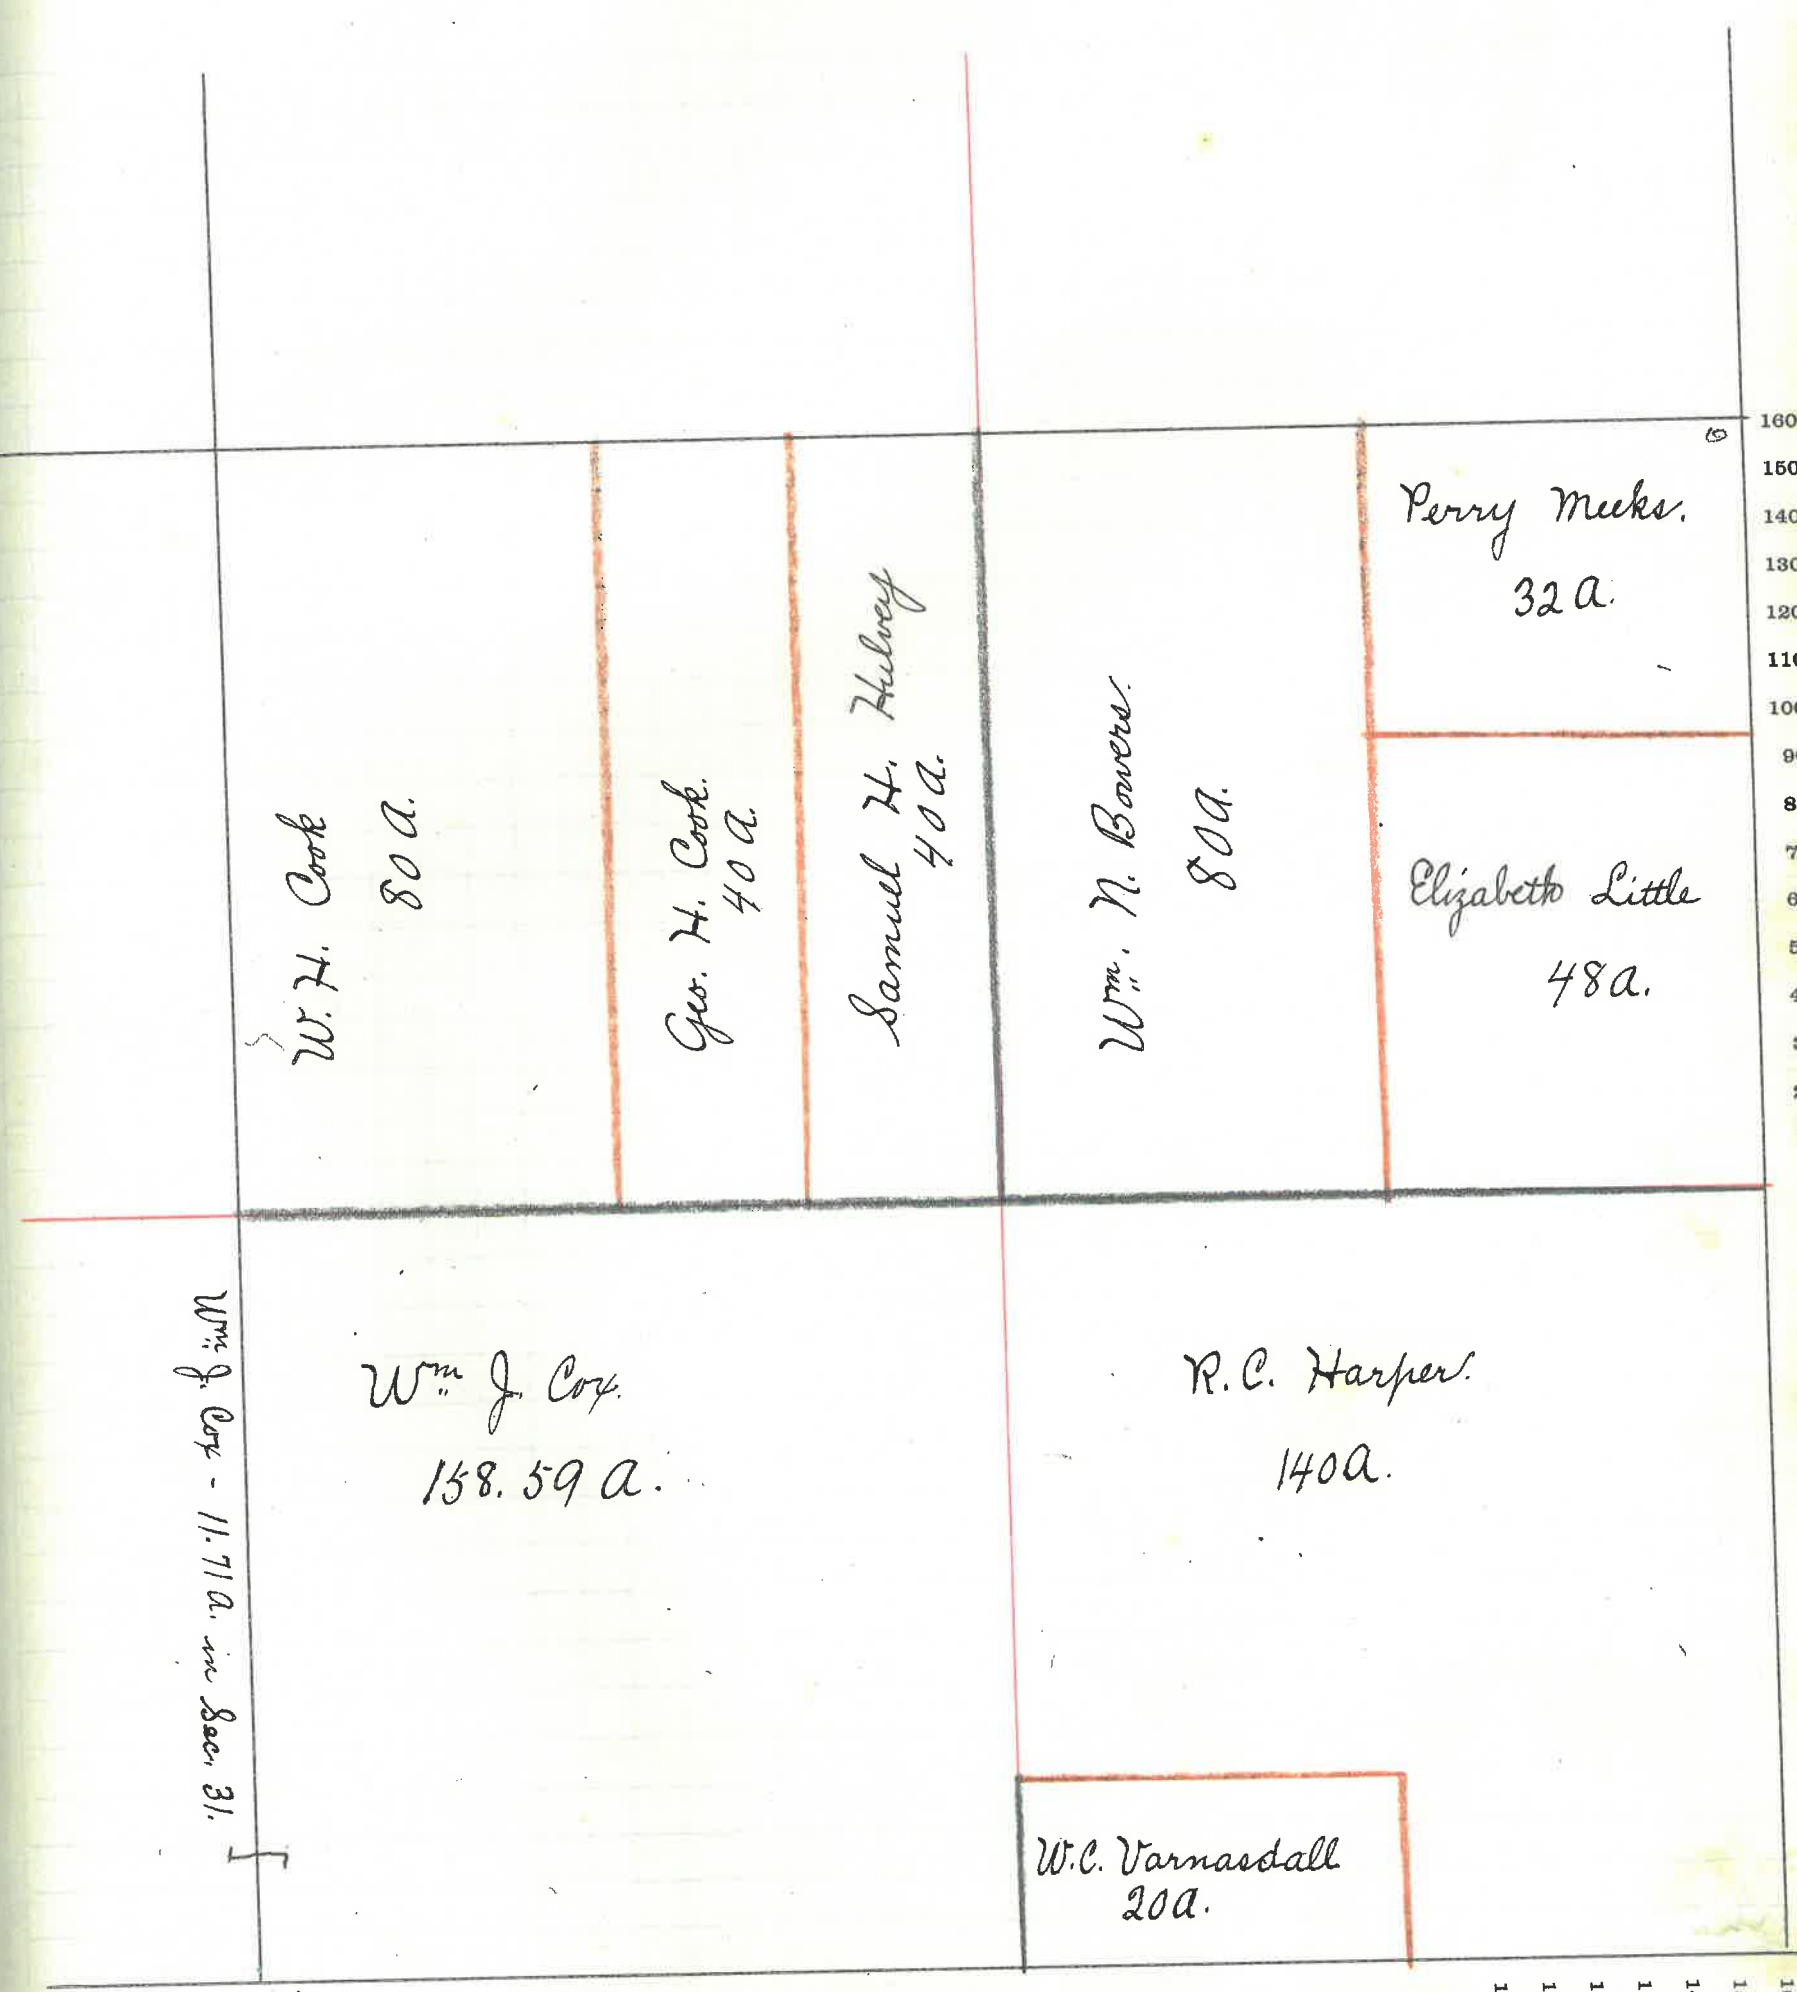 W. H. Cook
80 A.
Geo. H. Cook.
40 A.
Samuel H. Hulvey
40 A.
Wm. N. Bowers.
80 A.
Perry Meeks.
32 A.
Elizabeth Little
48 A.
160
150
140
130
120
Wm. J. Cox - 11.71 A. in Sec. 31.
Wm. J. Cox.
158.59 A.
R. C. Harper.
140 A.
W. C. Varnasdall
20 A.